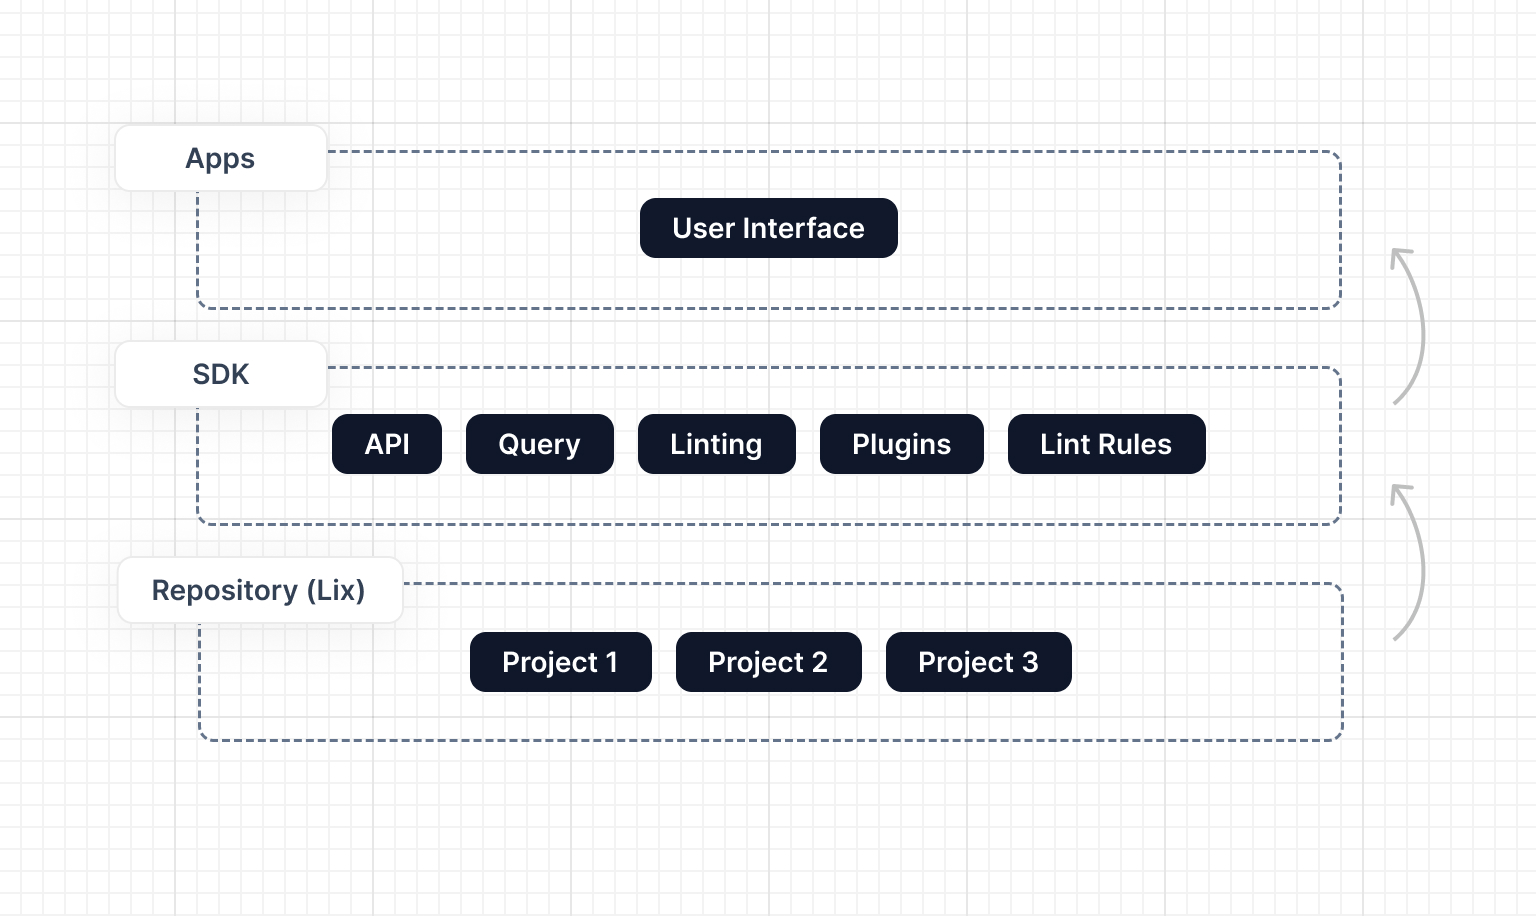 Apps
User Interface
SDK
API
Query
Linting
Plugins
Lint Rules
Repository (Lix)
Project 1
Project 2
Project 3